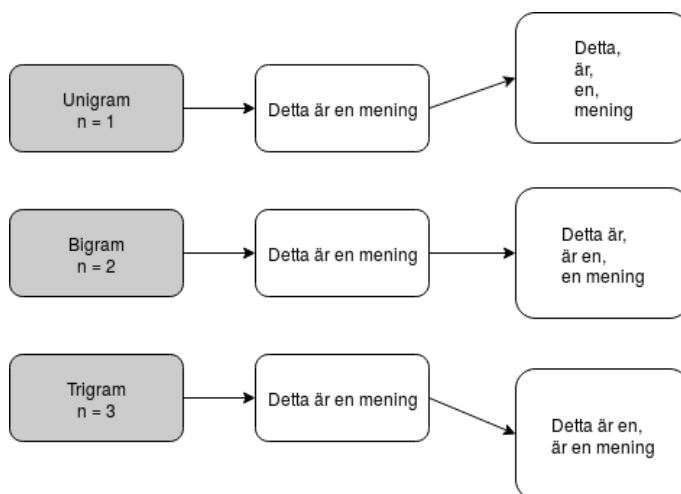 Unigram
n = 1
Detta är en mening
Detta,
är,
en,
mening
Bigram
n = 2
Detta är en mening
Detta är,
är en,
en mening
Trigram
n = 3
Detta är en mening
Detta är en,
är en mening